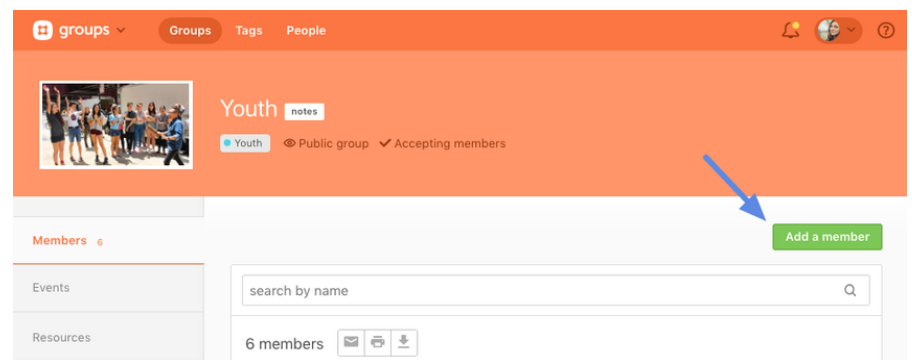 groups Groups Tags People
Youth notes
Youth Public group Accepting members
Add a member
Members 6
Events
search by name
Resources
6 members